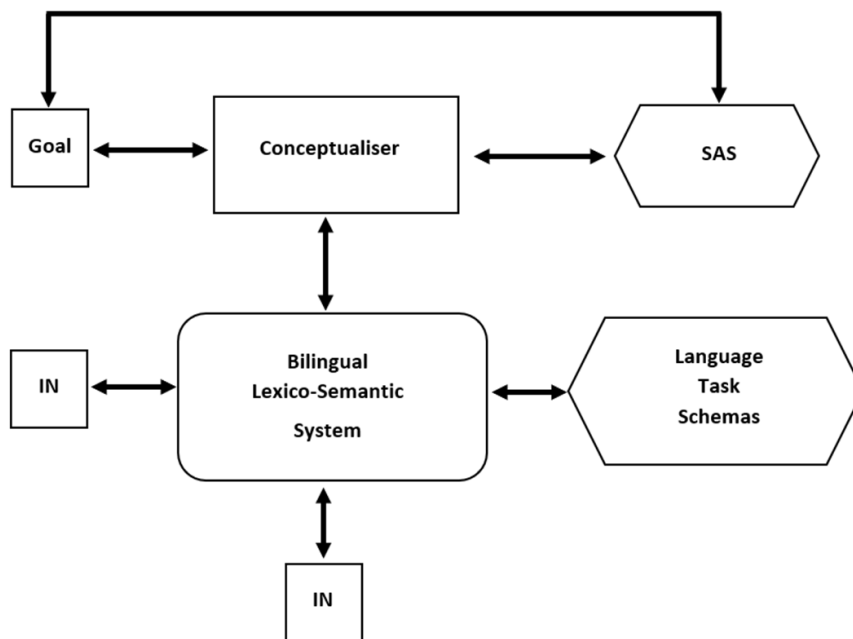 Goal
Conceptualiser
SAS
IN
Bilingual
Lexico-Semantic
System
Language
Task
Schemas
IN